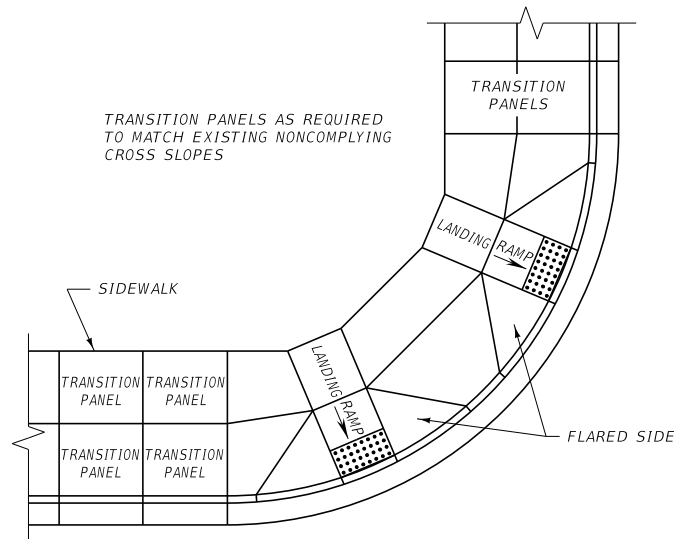 TRANSITION
PANELS
TRANSITION PANELS AS REQUIRED
TO MATCH EXISTING NONCOMPLYING
CROSS SLOPES
LANDING
RAMP
SIDEWALK
LANDING
RAMP
TRANSITION
PANEL
TRANSITION
PANEL
TRANSITION
PANEL
TRANSITION
PANEL
FLARED SIDE